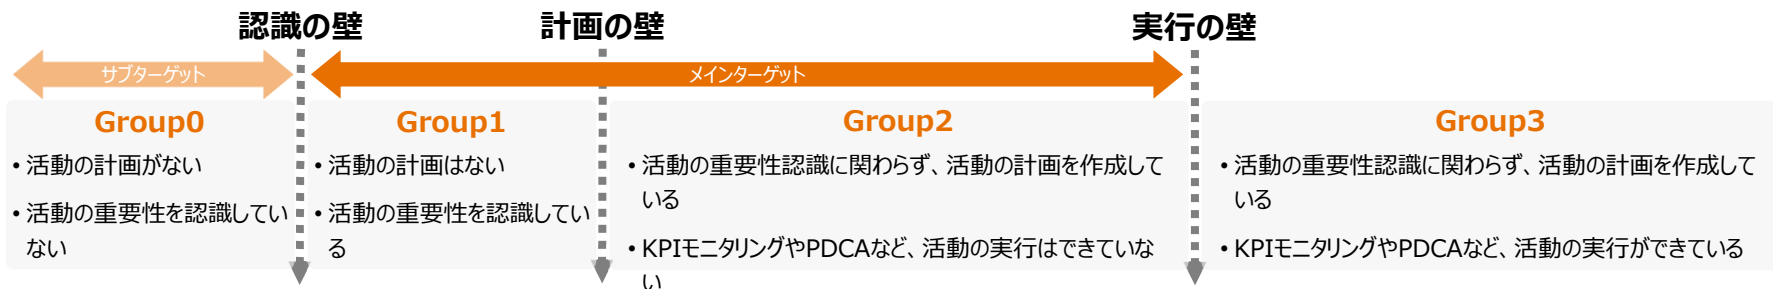 認識の壁
計画の壁
実行の壁
サブターゲット
メインターゲット
Group0
• 活動の計画がない
• 活動の重要性を認識してい
ない
Group1
• 活動の計画はない
• 活動の重要性を認識してい
る
Group2
• 活動の重要性認識に関わらず、活動の計画を作成して
いる
• KPIモニタリングやPDCAなど、活動の実行はできていな
い
Group3
• 活動の重要性認識に関わらず、活動の計画を作成して
いる
• KPIモニタリングやPDCAなど、活動の実行ができている